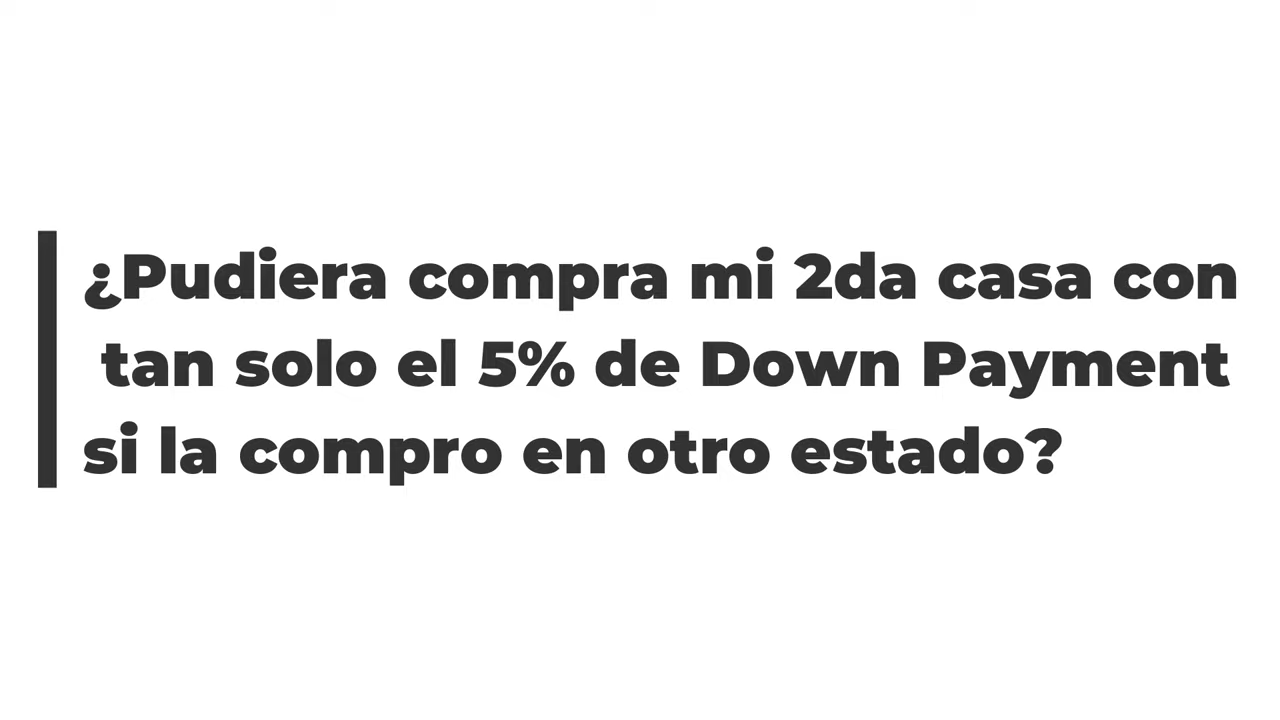 ¿Pudiera compra mi 2da casa con
tan solo el 5% de Down Payment
si la compro en otro estado?